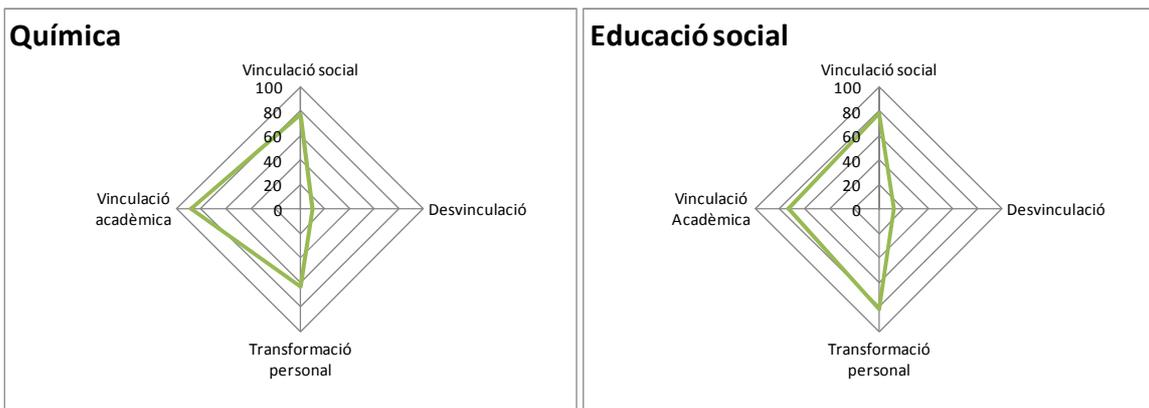 Química
Vinculació social
100
80
60
40
20
0
Vinculació
acadèmica
Desvinculació
Transformació
personal
Educació social
Vinculació social
100
80
60
40
20
0
Vinculació
Acadèmica
Desvinculació
Transformació
personal